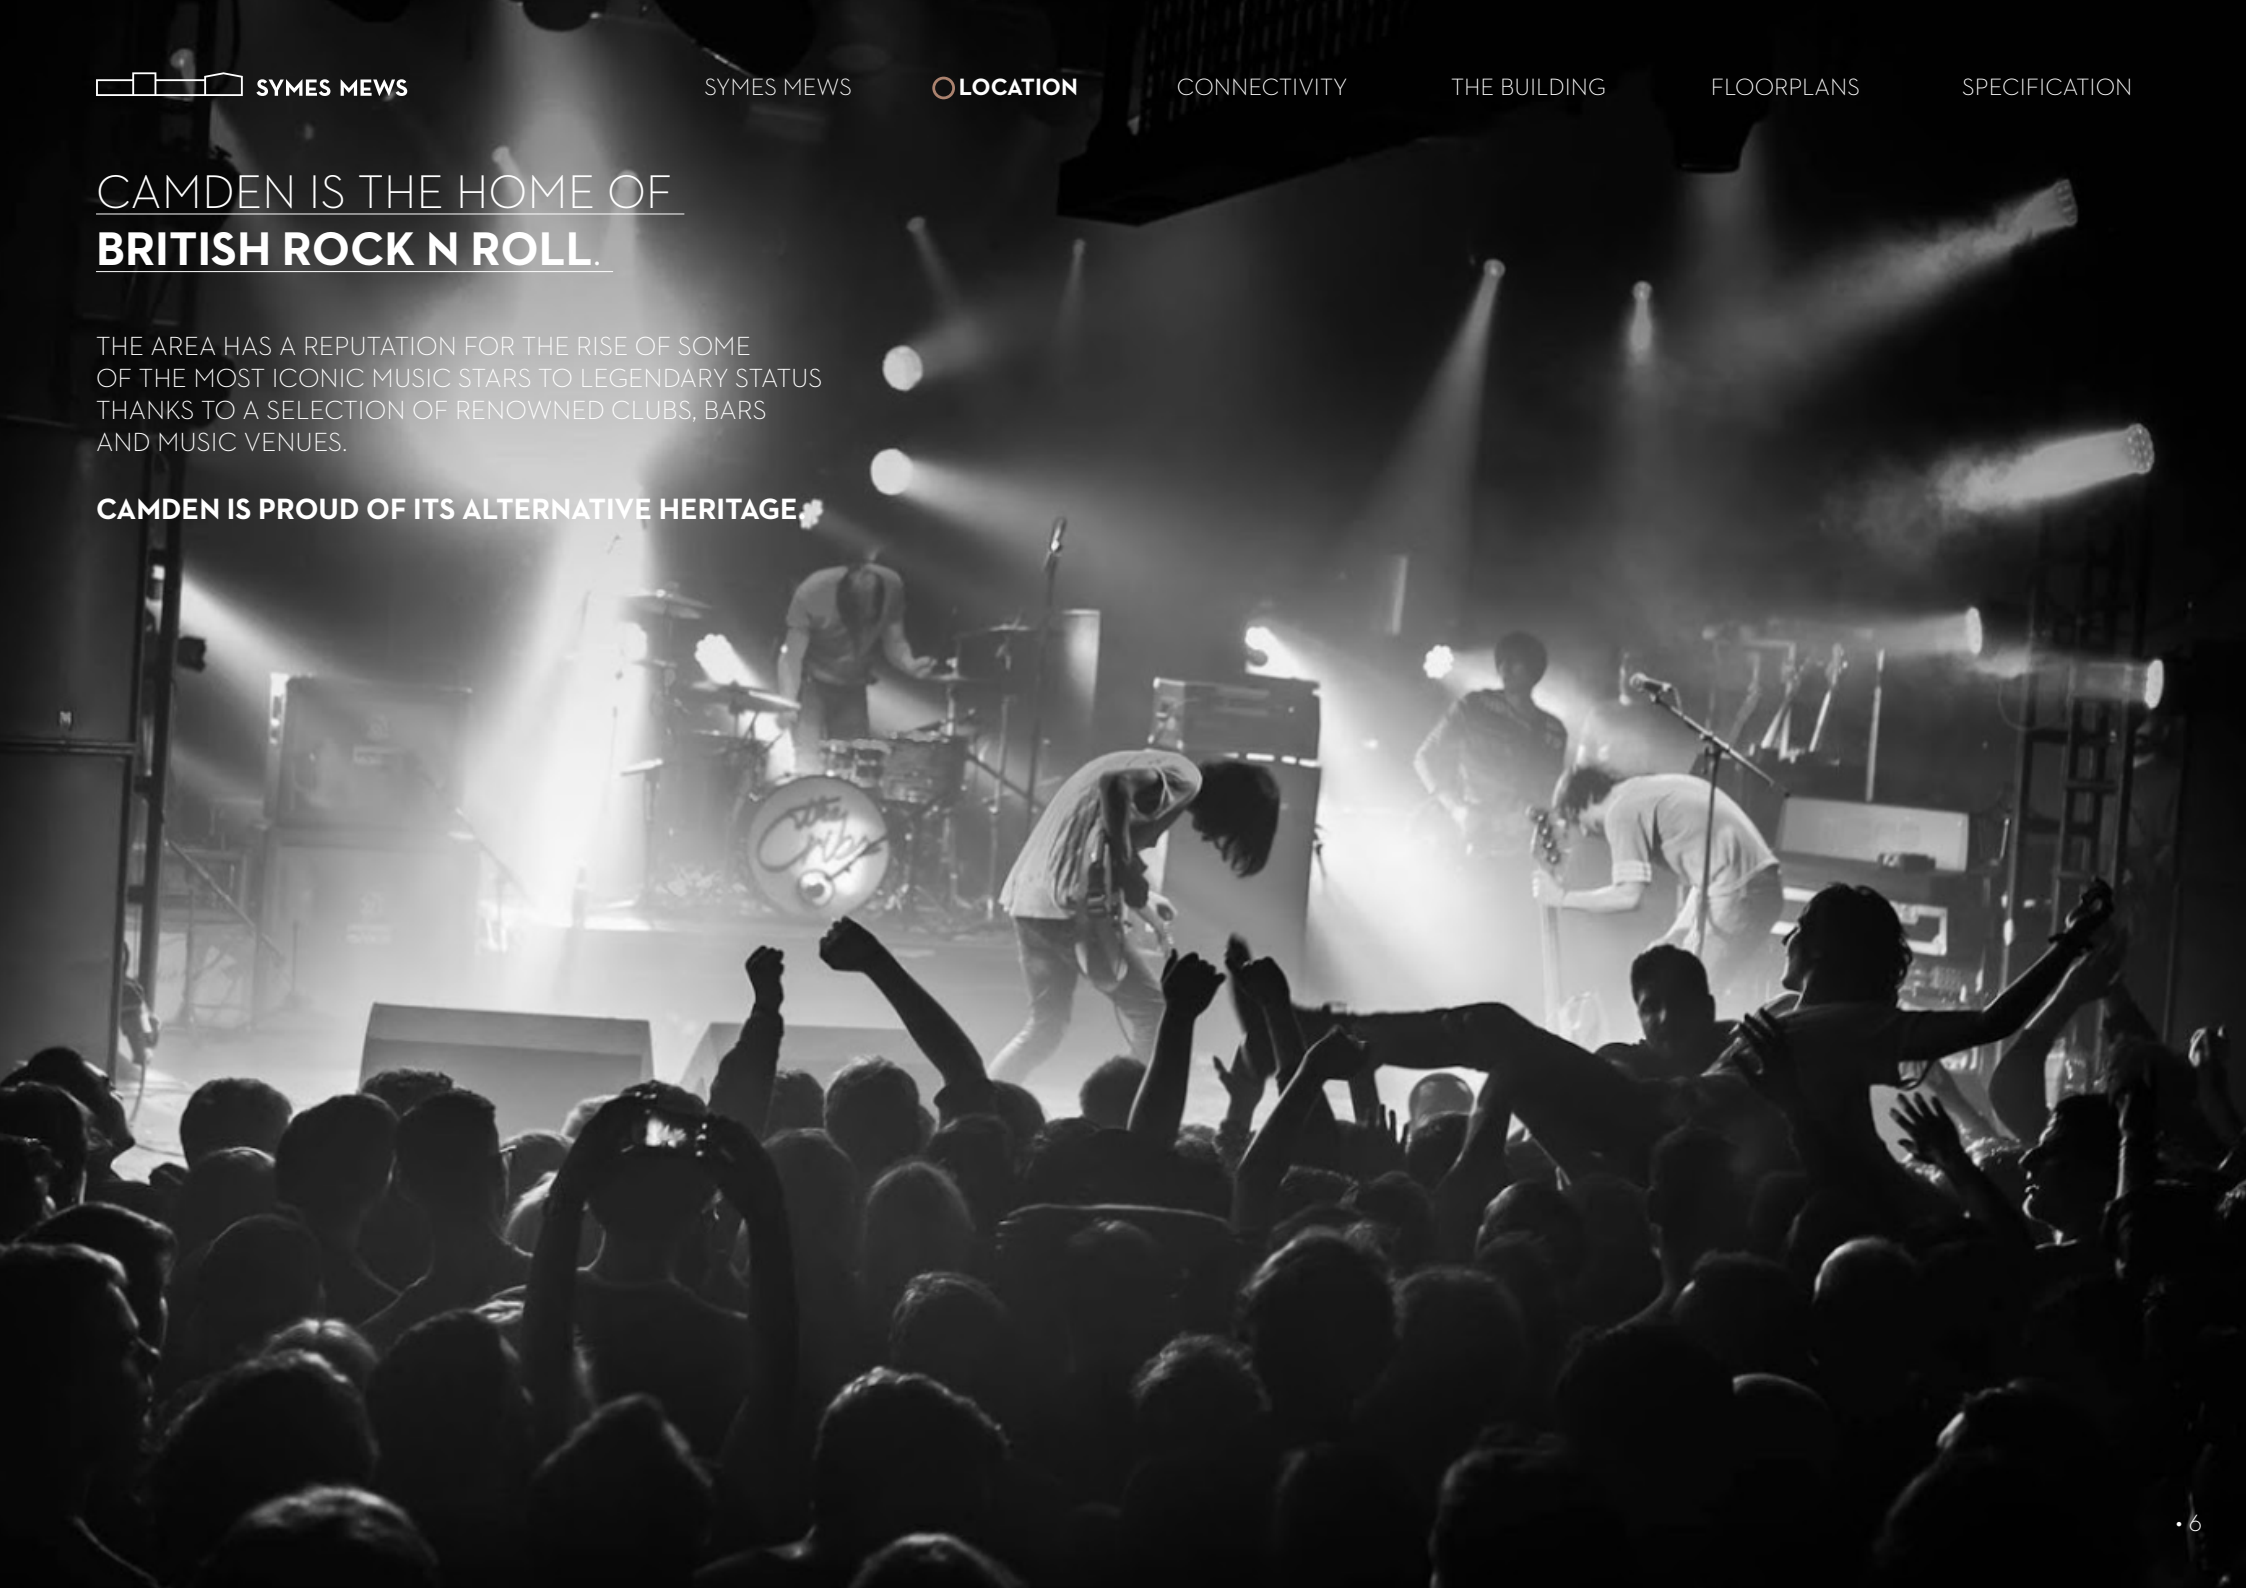 SYMES MEWS
SYMES MEWS
LOCATION
CONNECTIVITY
THE BUILDING
FLOORPLANS
SPECIFICATION
CAMDEN IS THE HOME OF
BRITISH ROCK N ROLL.
THE AREA HAS A REPUTATION FOR THE RISE OF SOME
OF THE MOST ICONIC MUSIC STARS TO LEGENDARY STATUS
THANKS TO A SELECTION OF RENOWNED CLUBS, BARS
AND MUSIC VENUES.
CAMDEN IS PROUD OF ITS ALTERNATIVE HERITAGE.
the
Cribs
• 6